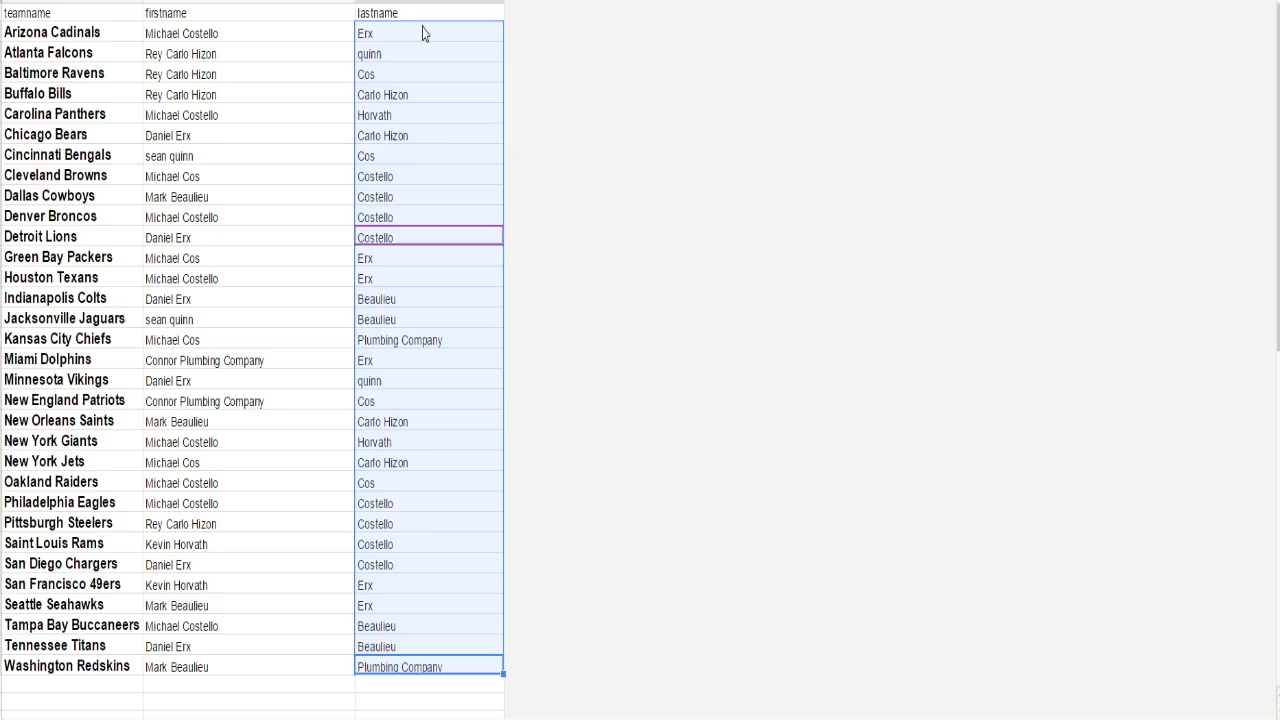 teamname firstname lastname
Arizona Cadinals Michael Costello Erx
Atlanta Falcons Rey Carlo Hizon quinn
Baltimore Ravens Rey Carlo Hizon Cos
Buffalo Bills Rey Carlo Hizon Carlo Hizon
Carolina Panthers Michael Costello Horvath
Chicago Bears Daniel Erx Carlo Hizon
Cincinnati Bengals sean quinn Cos
Cleveland Browns Michael Cos Costello
Dallas Cowboys Mark Beaulieu Costello
Denver Broncos Michael Costello Costello
Detroit Lions Daniel Erx Costello
Green Bay Packers Michael Cos Erx
Houston Texans Michael Costello Erx
Indianapolis Colts Daniel Erx Beaulieu
Jacksonville Jaguars sean quinn Beaulieu
Kansas City Chiefs Michael Cos Plumbing Company
Miami Dolphins Connor Plumbing Company Erx
Minnesota Vikings Daniel Erx quinn
New England Patriots Connor Plumbing Company Cos
New Orleans Saints Mark Beaulieu Carlo Hizon
New York Giants Michael Costello Horvath
New York Jets Michael Cos Carlo Hizon
Oakland Raiders Michael Costello Cos
Philadelphia Eagles Michael Costello Costello
Pittsburgh Steelers Rey Carlo Hizon Costello
Saint Louis Rams Kevin Horvath Costello
San Diego Chargers Daniel Erx Costello
San Francisco 49ers Kevin Horvath Erx
Seattle Seahawks Mark Beaulieu Erx
Tampa Bay Buccaneers Michael Costello Beaulieu
Tennessee Titans Daniel Erx Beaulieu
Washington Redskins Mark Beaulieu Plumbing Company